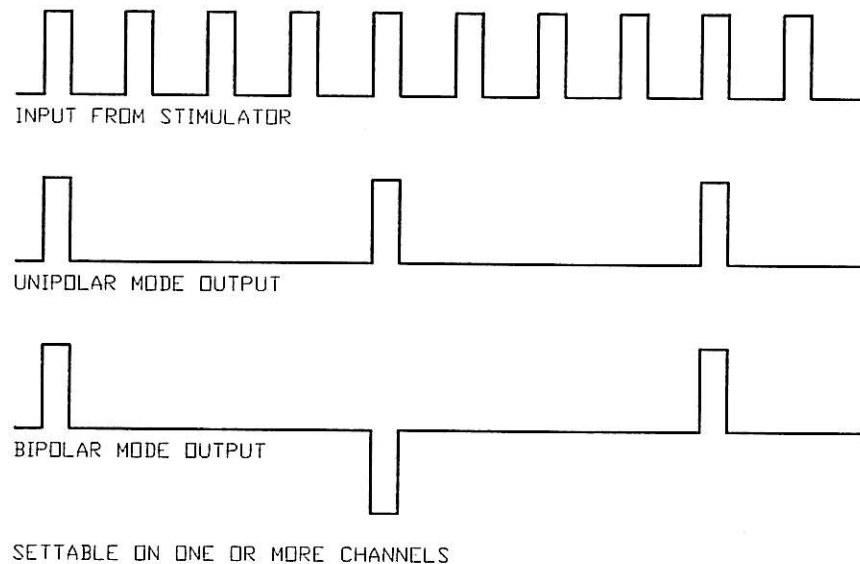 INPUT FROM STIMULATOR
UNIPOLAR MODE OUTPUT
BIPOLAR MODE OUTPUT
SETTABLE ON ONE OR MORE CHANNELS